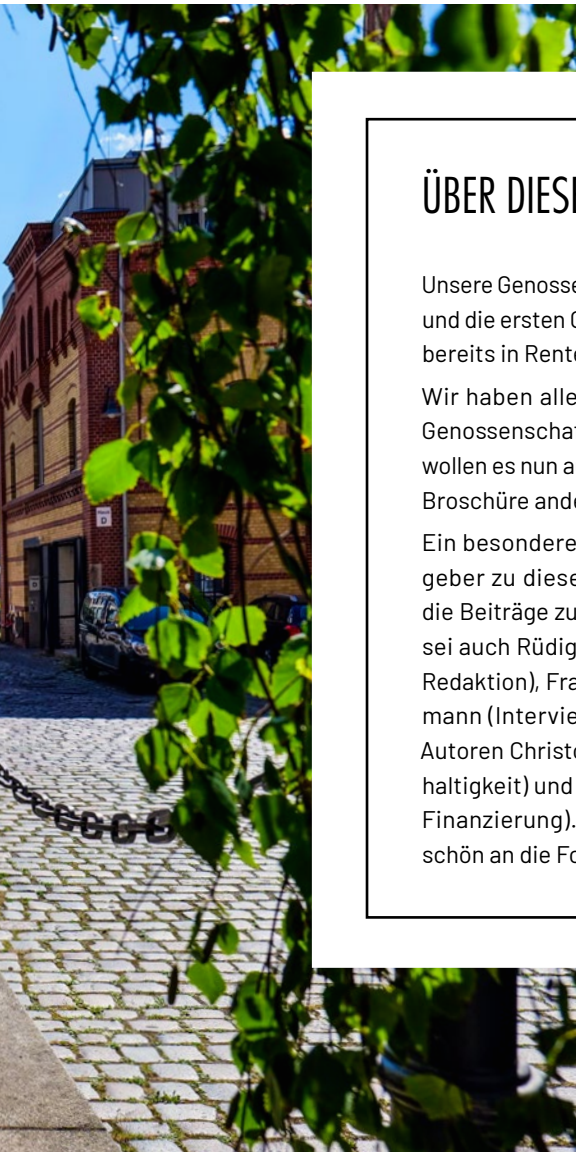 ÜBER DIESE
Unsere Genosse
und die ersten G
bereits in Rente
Wir haben alle
Genossenschaf
wollen es nun a
Broschüre ande
Ein besondere
geber zu diese
die Beiträge zu
sei auch Rüdig
Redaktion), Fra
mann (Intervie
Autoren Christo
haltigkeit) und
Finanzierung).
schön an die Fo
D
D